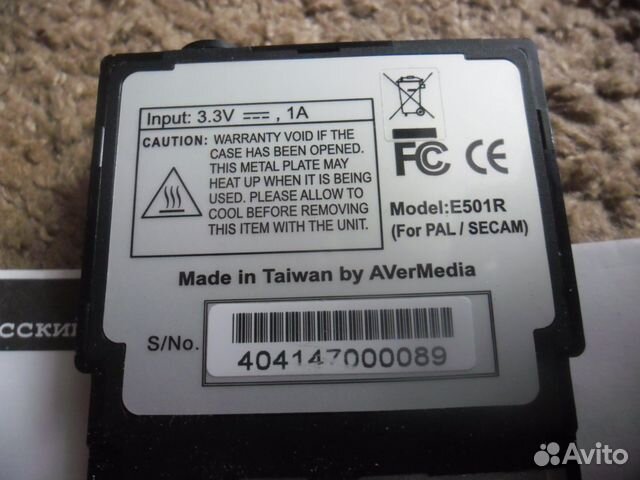 Input: 3.3V ⎓ , 1A
CAUTION: WARRANTY VOID IF THE
CASE HAS BEEN OPENED.
THIS METAL PLATE MAY
HEAT UP WHEN IT IS BEING
USED. PLEASE ALLOW TO
COOL BEFORE REMOVING
THIS ITEM WITH THE UNIT.
FC CE
Model:E501R
(For PAL / SECAM)
Made in Taiwan by AVerMedia
S/No.
404147000089
ССКИЙ
Avito